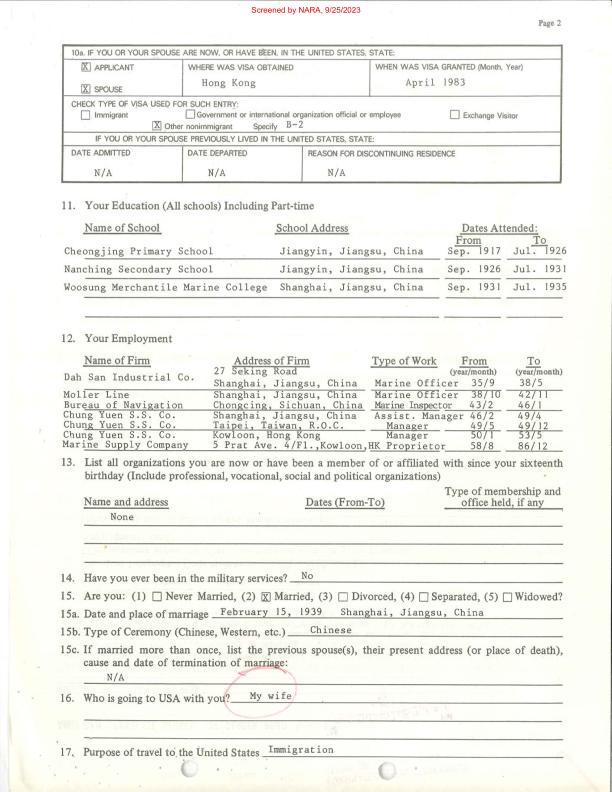 Screened by NARA, 9/25/2023
Page 2
10a. IF YOU OR YOUR SPOUSE ARE NOW, OR HAVE BEEN, IN THE UNITED STATES, STATE:
X APPLICANT WHERE WAS VISA OBTAINED WHEN WAS VISA GRANTED (Month, Year)
Hong Kong April 1983
X SPOUSE
CHECK TYPE OF VISA USED FOR SUCH ENTRY:
Immigrant Government or international organization official or employee Exchange Visitor
X Other nonimmigrant Specify B-2
IF YOU OR YOUR SPOUSE PREVIOUSLY LIVED IN THE UNITED STATES, STATE:
DATE ADMITTED DATE DEPARTED REASON FOR DISCONTINUING RESIDENCE
N/A N/A N/A
11. Your Education (All schools) Including Part-time
Name of School School Address Dates Attended:
From To
Cheongjing Primary School Jiangyin, Jiangsu, China Sep. 1917 Jul. 1926
Nanching Secondary School Jiangyin, Jiangsu, China Sep. 1926 Jul. 1931
Woosung Merchantile Marine College Shanghai, Jiangsu, China Sep. 1931 Jul. 1935
12. Your Employment
Name of Firm Address of Firm Type of Work From To
27 Seking Road (year/month) (year/month)
Dah San Industrial Co. Shanghai, Jiangsu, China Marine Officer 35/9 38/5
Moller Line Shanghai, Jiangsu, China Marine Officer 38/10 42/11
Bureau of Navigation Chongcing, Sichuan, China Marine Inspector 43/2 46/1
Chung Yuen S.S. Co. Shanghai, Jiangsu, China Assist. Manager 46/2 49/4
Chung Yuen S.S. Co. Taipei, Taiwan, R.O.C. Manager 49/5 49/12
Chung Yuen S.S. Co. Kowloon, Hong Kong Manager 50/1 53/5
Marine Supply Company 5 Prat Ave. 4/Fl.,Kowloon,HK Proprietor 58/8 86/12
13. List all organizations you are now or have been a member of or affiliated with since your sixteenth
birthday (Include professional, vocational, social and political organizations)
Name and address Dates (From-To) Type of membership and
office held, if any
None
14. Have you ever been in the military services? No
15. Are you: (1) Never Married, (2) X Married, (3) Divorced, (4) Separated, (5) Widowed?
15a. Date and place of marriage February 15, 1939 Shanghai, Jiangsu, China
15b. Type of Ceremony (Chinese, Western, etc.) Chinese
15c. If married more than once, list the previous spouse(s), their present address (or place of death),
cause and date of termination of marriage:
N/A
16. Who is going to USA with you? My wife
17. Purpose of travel to the United States Immigration